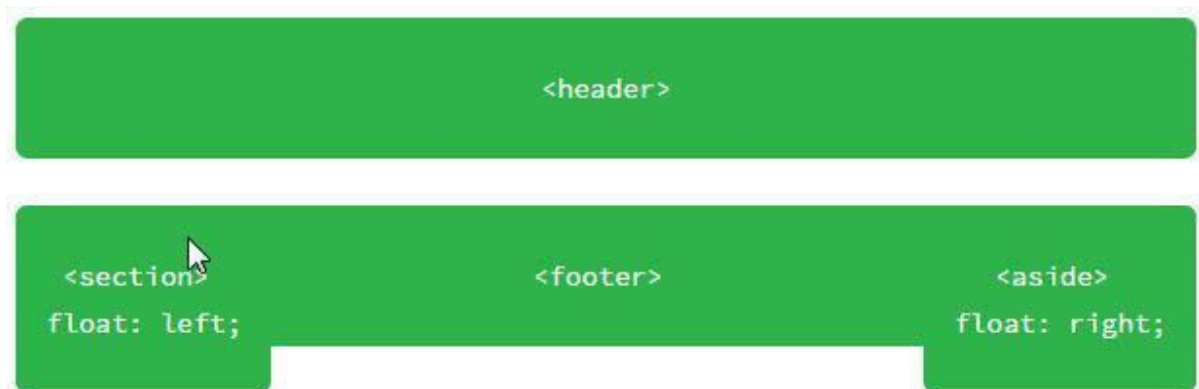 <header>
<section> <footer> <aside>
float: left; float: right;